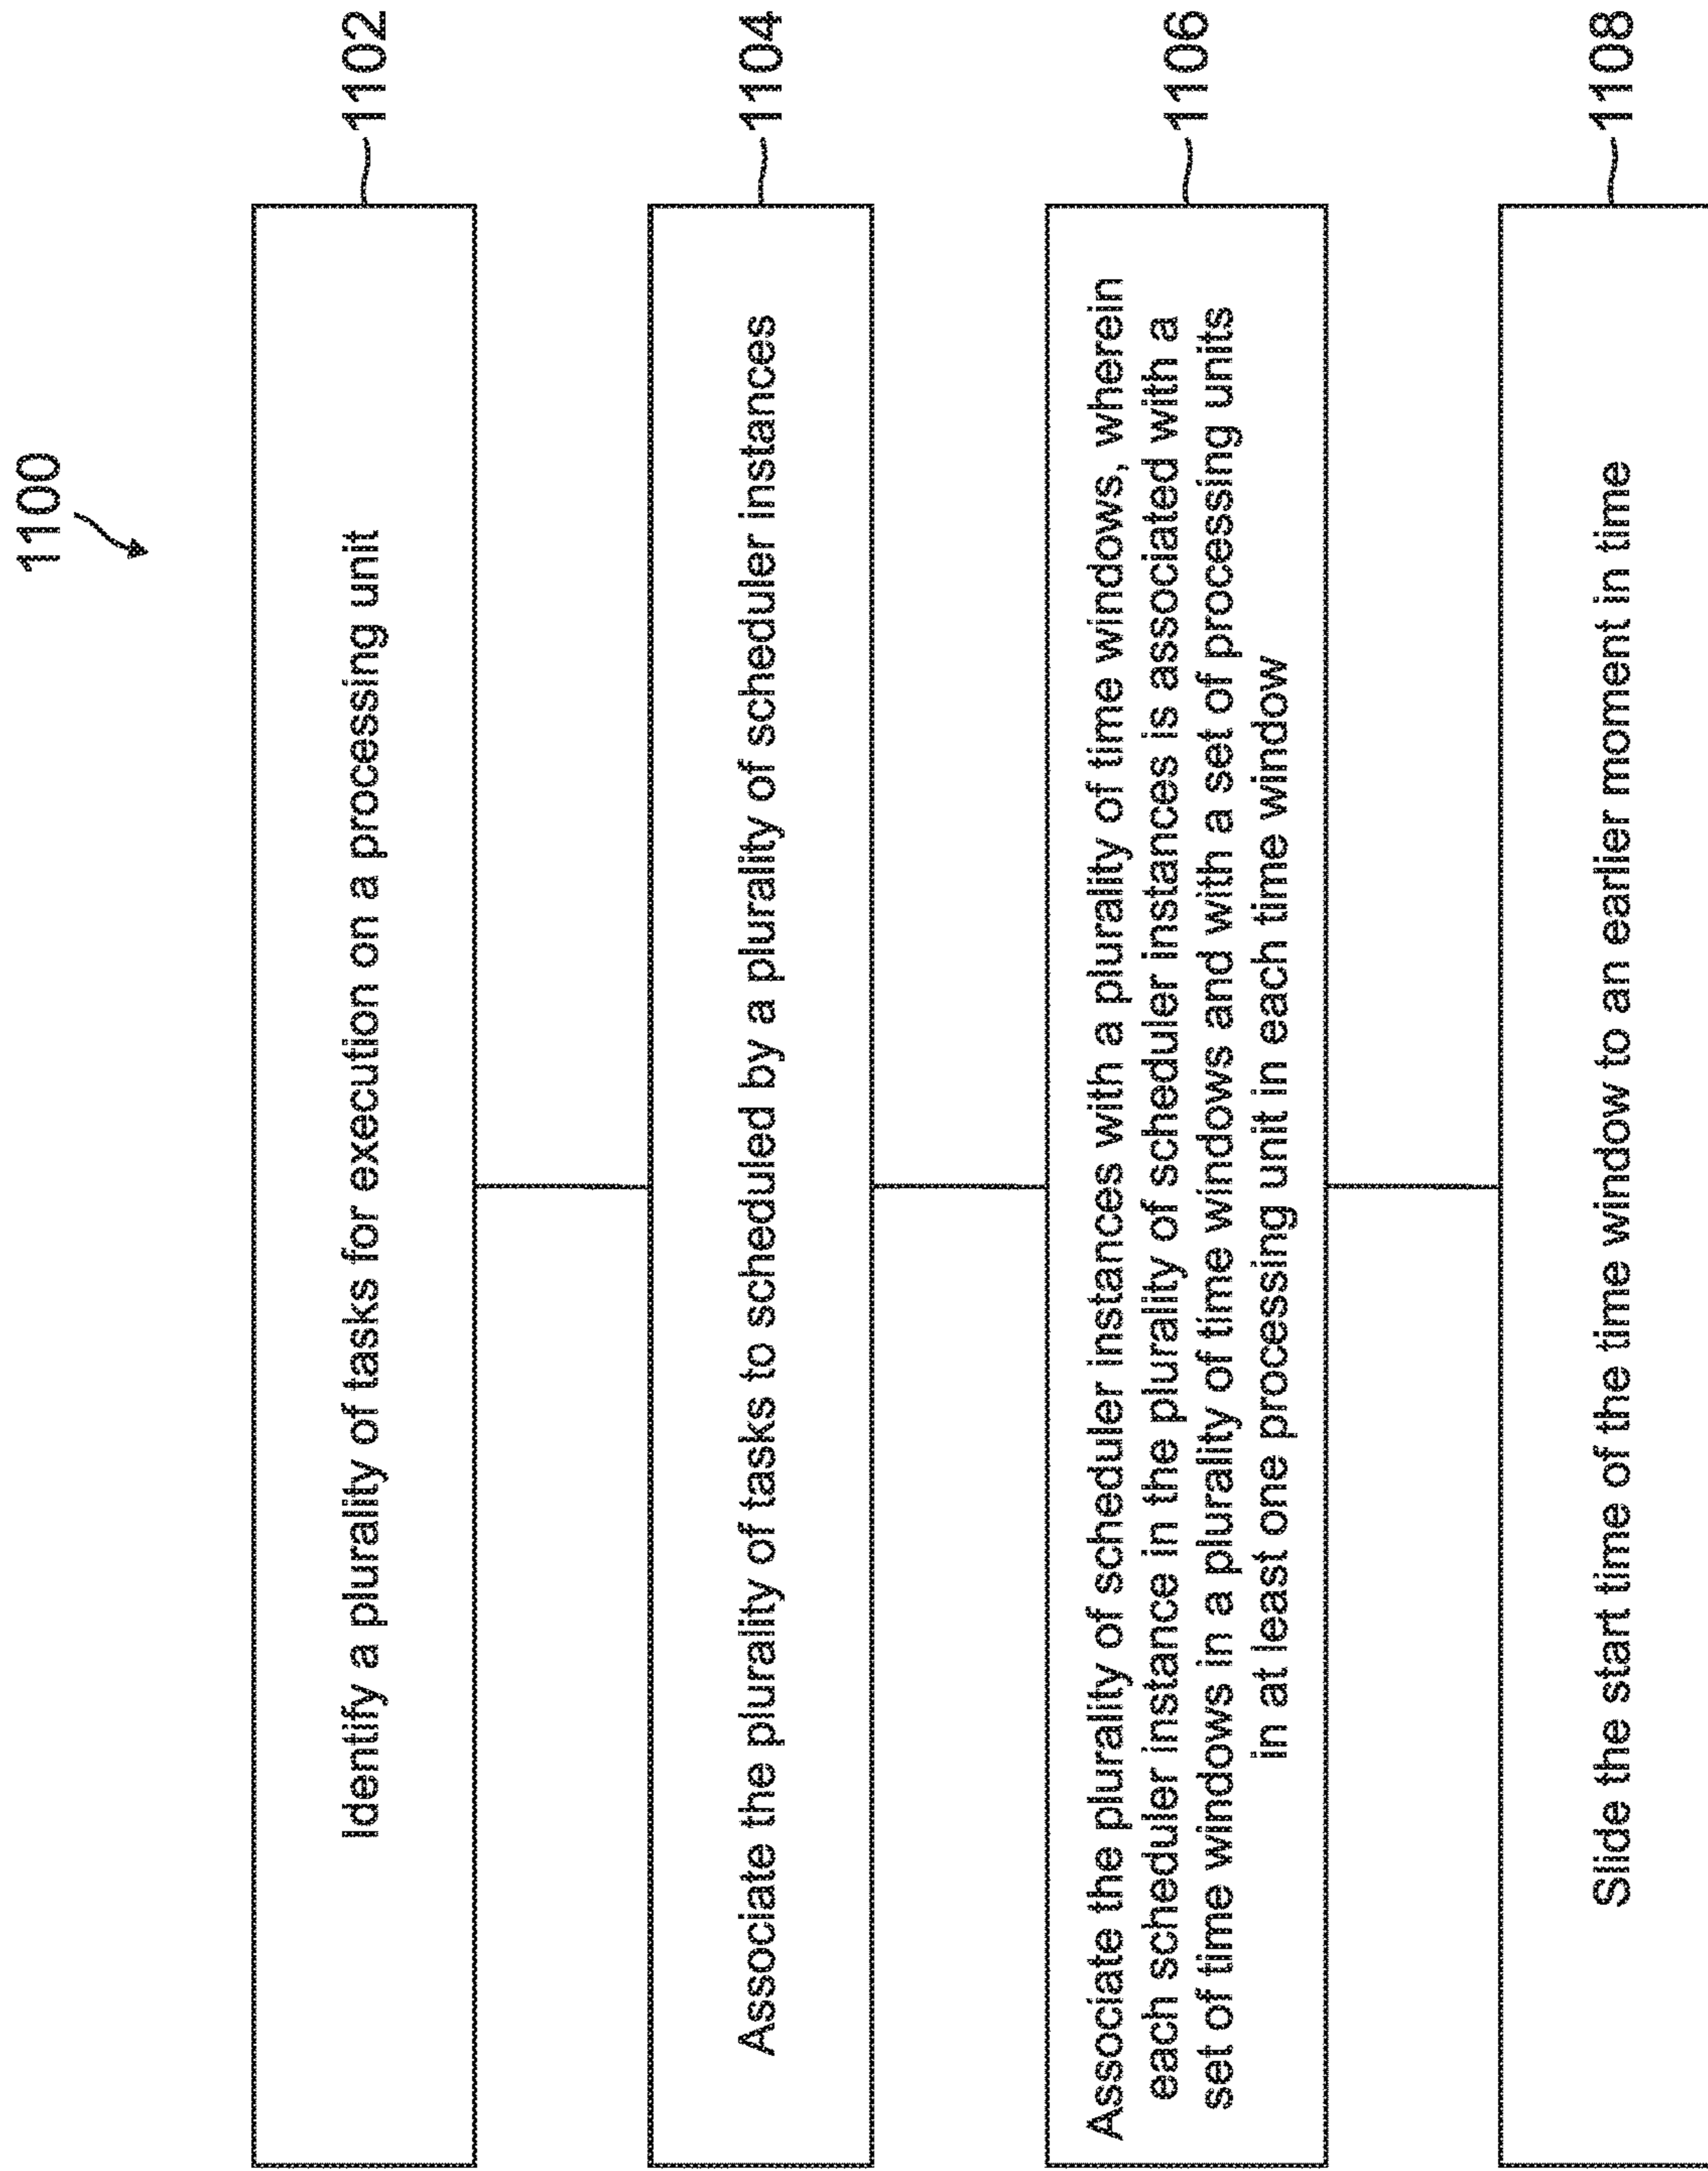 1100
Identify a plurality of tasks for execution on a processing unit
1102
Associate the plurality of tasks to scheduled by a plurality of scheduler instances
1104
Associate the plurality of scheduler instances with a plurality of time windows, wherein
each scheduler instance in the plurality of scheduler instances is associated with a
set of time windows in a plurality of time windows and with a set of processing units
in at least one processing unit in each time window
1106
Slide the start time of the time window to an earlier moment in time
1108